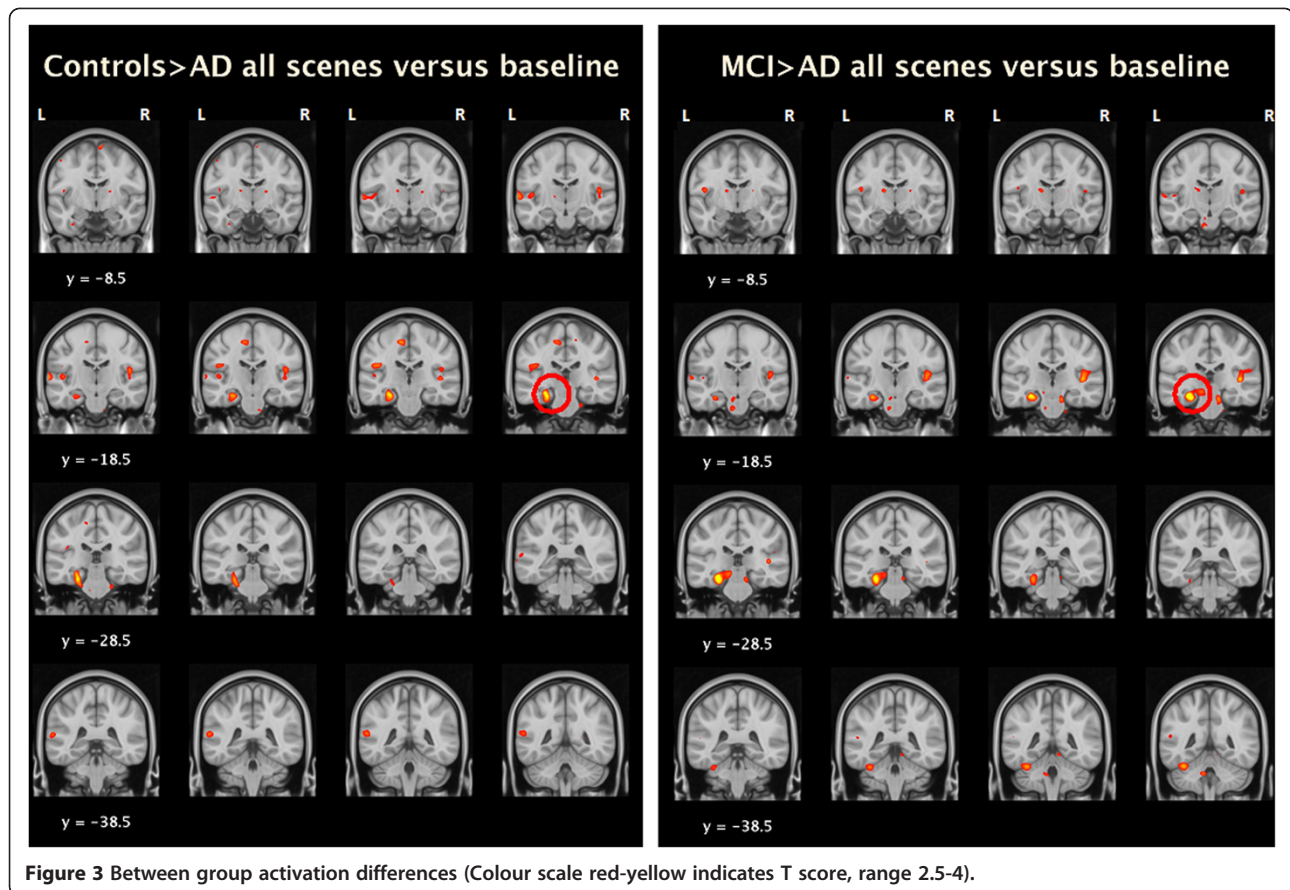 Controls>AD all scenes versus baseline
L R L R L R L R
y = -8.5
y = -18.5
y = -28.5
y = -38.5
MCI>AD all scenes versus baseline
L R L R L R L R
y = -8.5
y = -18.5
y = -28.5
y = -38.5
Figure 3 Between group activation differences (Colour scale red-yellow indicates T score, range 2.5-4).